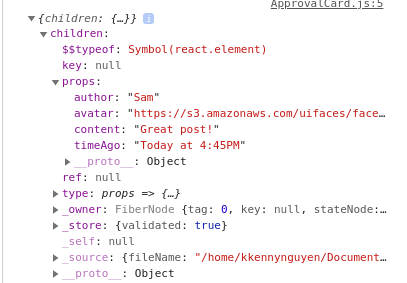 ApprovalCard.js:5
▼{children: {…}} i
▼children:
$$typeof: Symbol(react.element)
key: null
▼props:
author: "Sam"
avatar: "https://s3.amazonaws.com/uifaces/face…
content: "Great post!"
timeAgo: "Today at 4:45PM"
▶__proto__: Object
ref: null
▶type: props => {…}
▶_owner: FiberNode {tag: 0, key: null, stateNode:…
▶_store: {validated: true}
_self: null
▶_source: {fileName: "/home/kkennynguyen/Document…
▶__proto__: Object